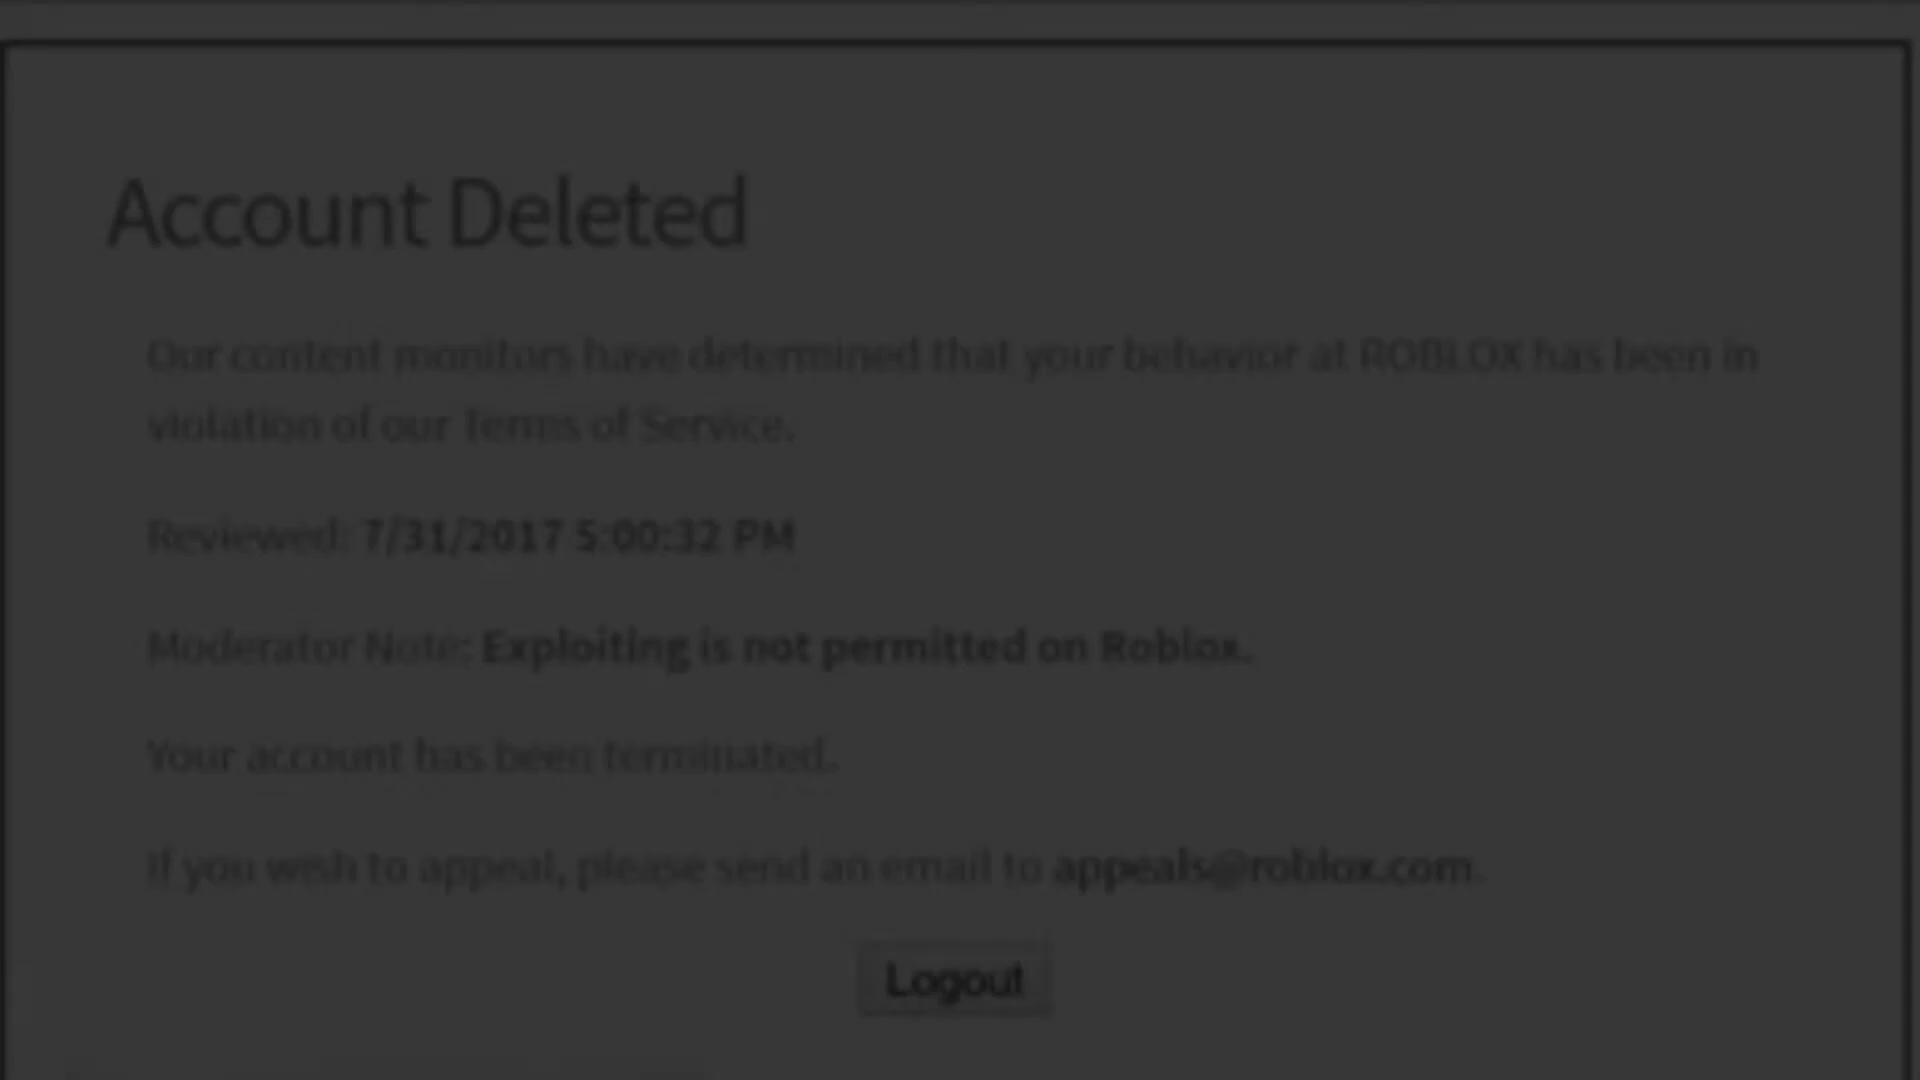 Account Deleted
Our content monitors have determined that your behavior at ROBLOX has been in
violation of our Terms of Service.
Reviewed: 7/31/2017 5:00:32 PM
Moderator Note: Exploiting is not permitted on Roblox.
Your account has been terminated.
If you wish to appeal, please send an email to appeals@roblox.com.
Logout